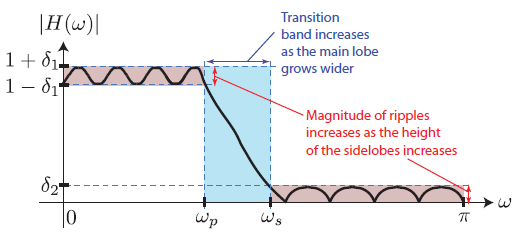 |H(ω)|
Transition
band increases
as the main lobe
grows wider
1 + δ₁
1 − δ₁
Magnitude of ripples
increases as the height
of the sidelobes increases
δ₂
ω
0
ωₚ
ωₛ
π